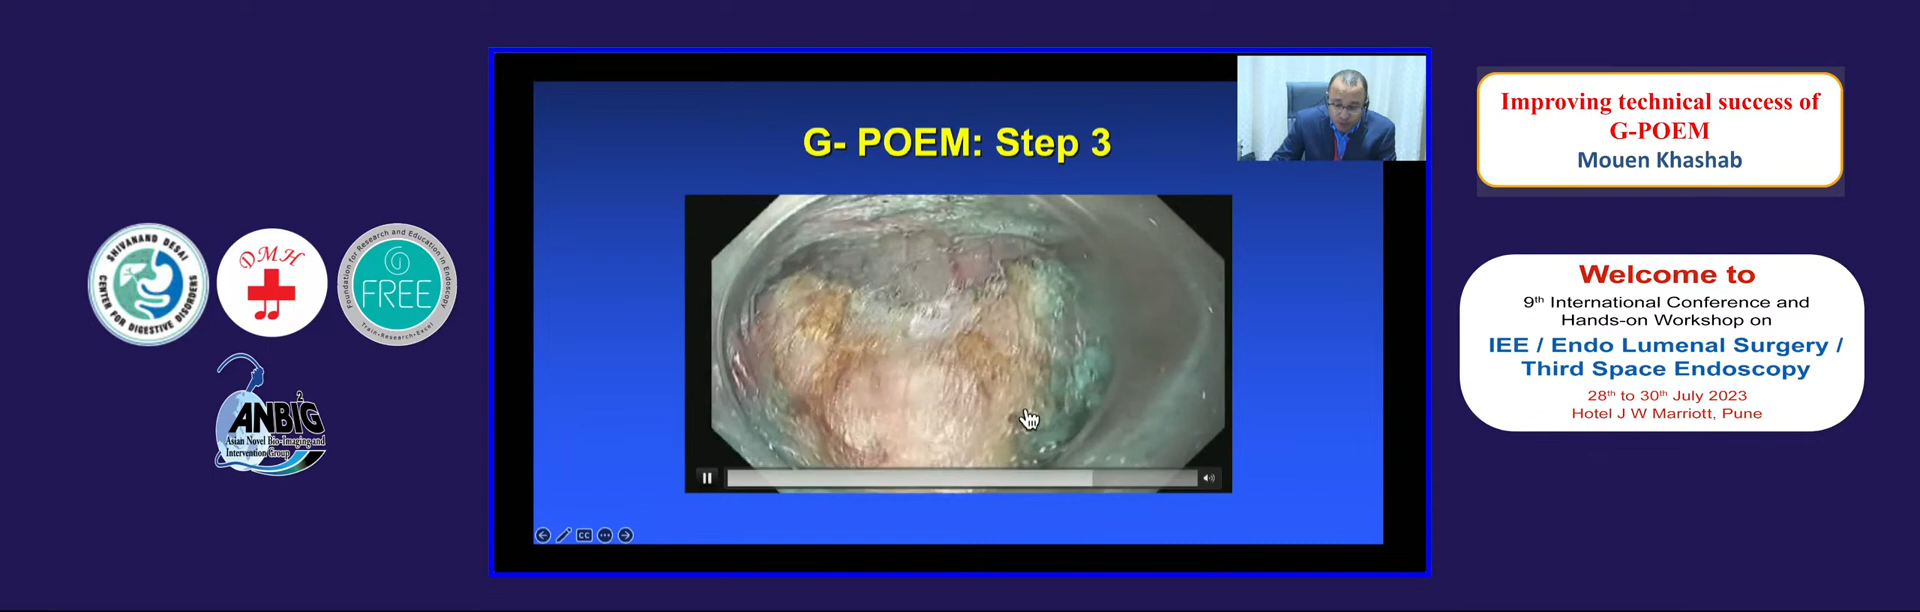 SHIVANAND DESAI
CENTER FOR DIGESTIVE DISORDERS
DMH
Foundation for Research and Education in Endoscopy
FREE
Train•Research•Excel
ANBIG2
Asian Novel Bio-Imaging and
Intervention Group
G- POEM: Step 3
CC
Improving technical success of
G-POEM
Mouen Khashab
Welcome to
9th International Conference and
Hands-on Workshop on
IEE / Endo Lumenal Surgery /
Third Space Endoscopy
28th to 30th July 2023
Hotel J W Marriott, Pune